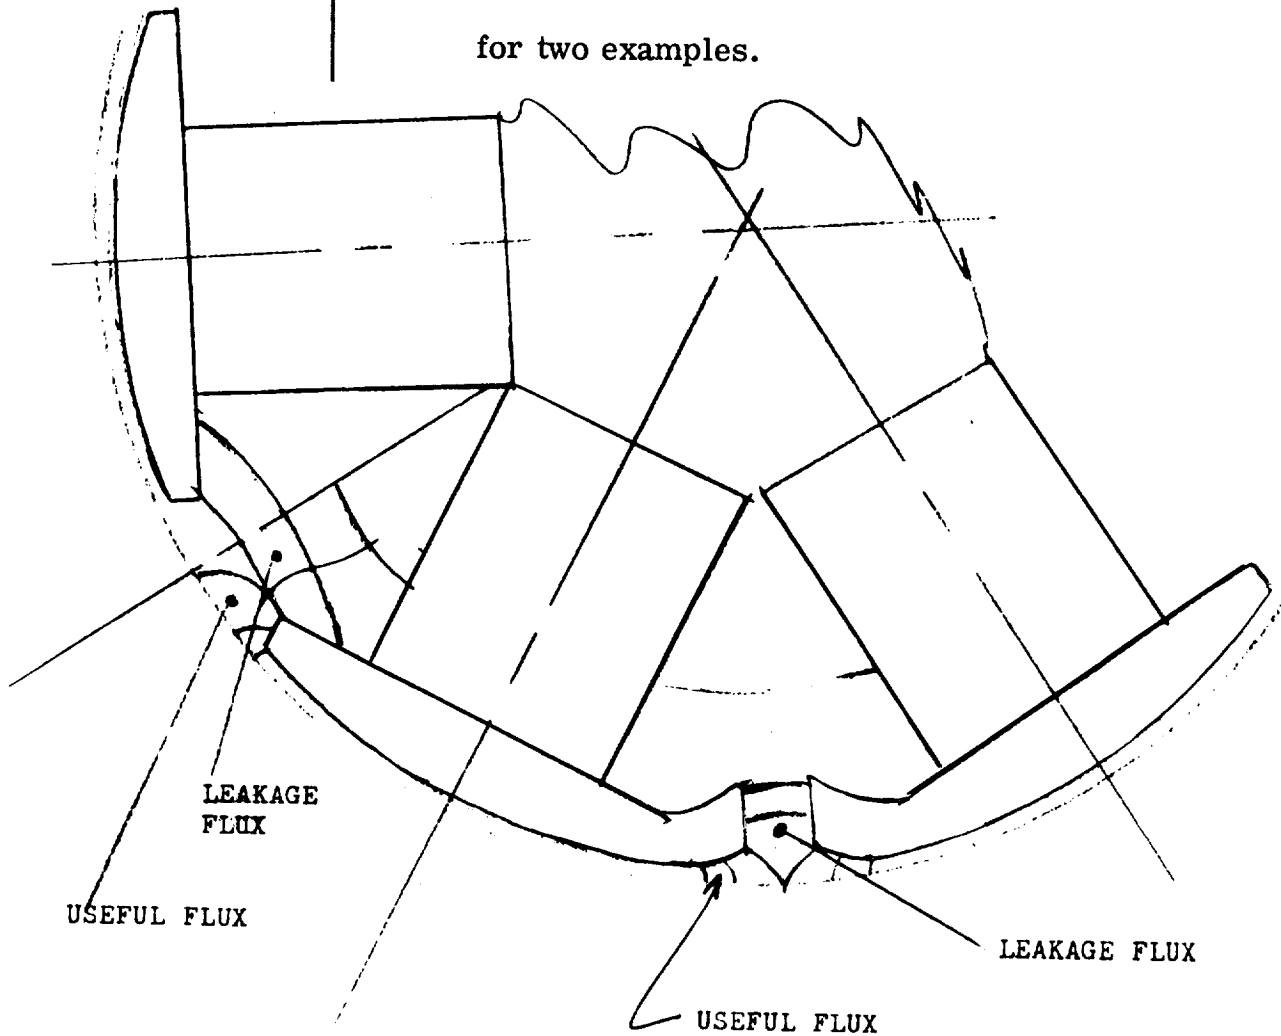 for two examples.
LEAKAGE
FLUX
USEFUL FLUX
LEAKAGE FLUX
USEFUL FLUX